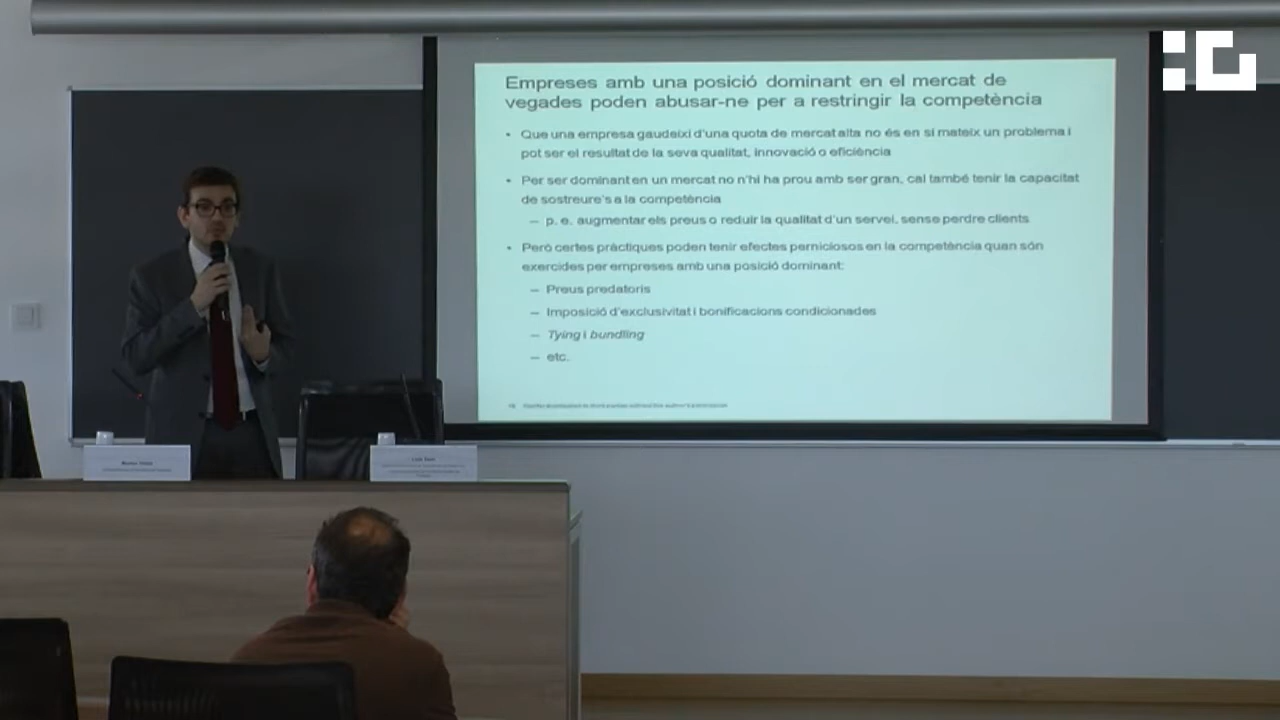 Empreses amb una posició dominant en el mercat de
vegades poden abusar-ne per a restringir la competència
• Que una empresa gaudeixi d'una quota de mercat alta no és en si mateix un problema i
pot ser el resultat de la seva qualitat, innovació o eficiència
• Per ser dominant en un mercat no n'hi ha prou amb ser gran, cal també tenir la capacitat
de sostreure's a la competència
– p. e. augmentar els preus o reduir la qualitat d'un servei, sense perdre clients
• Però certes pràctiques poden tenir efectes perniciosos en la competència quan són
exercides per empreses amb una posició dominant:
– Preus predatoris
– Imposició d'exclusivitat i bonificacions condicionades
– Tying i bundling
– etc.